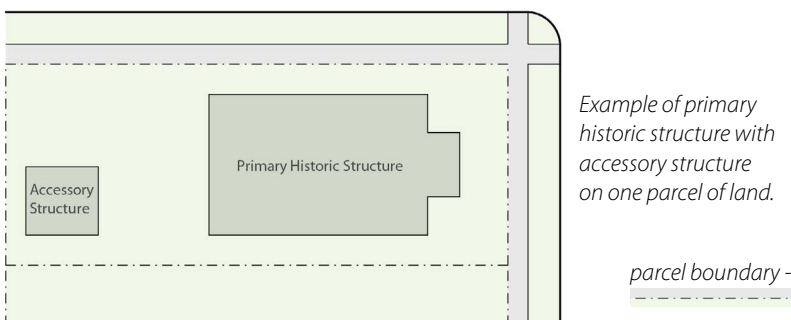 Primary Historic Structure
Accessory
Structure
Example of primary
historic structure with
accessory structure
on one parcel of land.
parcel boundary -